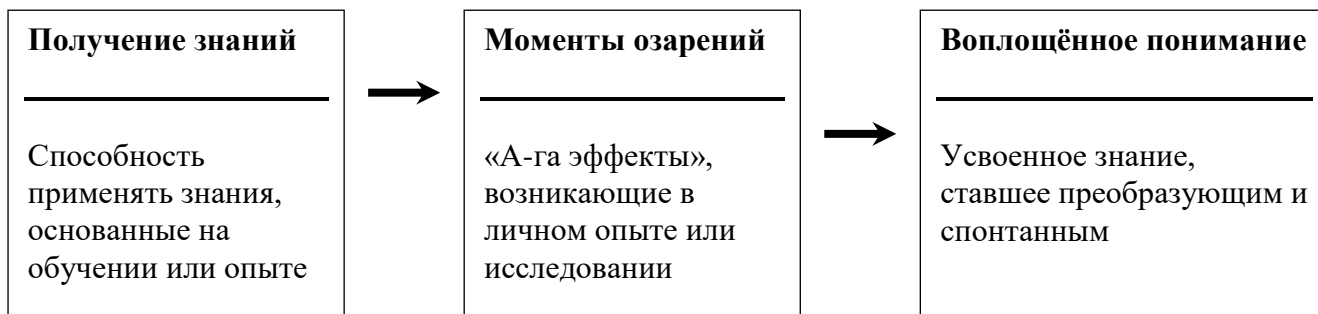 Получение знаний
Способность
применять знания,
основанные на
обучении или опыте
Моменты озарений
«А-га эффекты»,
возникающие в
личном опыте или
исследовании
Воплощённое понимание
Усвоенное знание,
ставшее преобразующим и
спонтанным